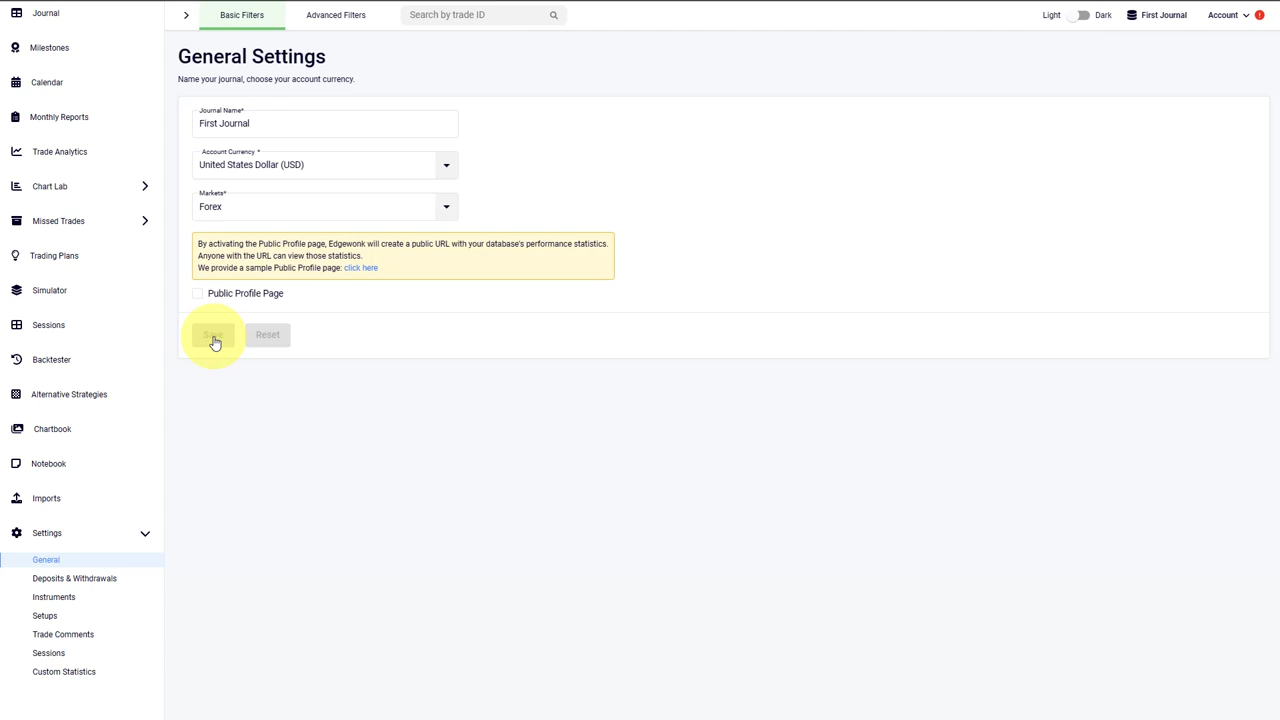 Journal
Milestones
Calendar
Monthly Reports
Trade Analytics
Chart Lab
Missed Trades
Trading Plans
Simulator
Sessions
Backtester
Alternative Strategies
Chartbook
Notebook
Imports
Settings
General
Deposits & Withdrawals
Instruments
Setups
Trade Comments
Sessions
Custom Statistics
Basic Filters
Advanced Filters
Search by trade ID
Light
Dark
First Journal
Account
General Settings
Name your journal, choose your account currency.
Journal Name*
First Journal
Account Currency *
United States Dollar (USD)
Markets*
Forex
By activating the Public Profile page, Edgewonk will create a public URL with your database's performance statistics.
Anyone with the URL can view those statistics.
We provide a sample Public Profile page: click here
Public Profile Page
Save
Reset